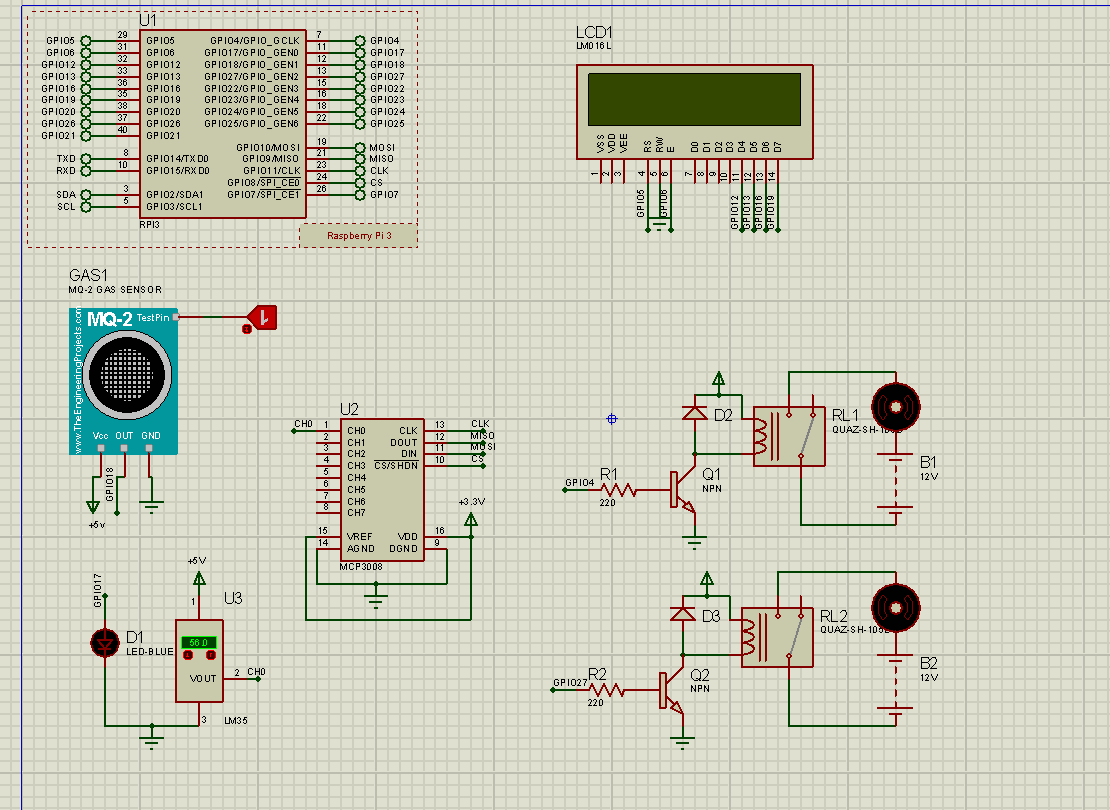 U1
GPIO5 29 GPIO5 GPIO4/GPIO_GCLK 7 GPIO4
GPIO6 31 GPIO6 GPIO17/GPIO_GEN0 11 GPIO17
GPIO12 32 GPIO12 GPIO18/GPIO_GEN1 12 GPIO18
GPIO13 33 GPIO13 GPIO27/GPIO_GEN2 13 GPIO27
GPIO16 36 GPIO16 GPIO22/GPIO_GEN3 15 GPIO22
GPIO19 35 GPIO19 GPIO23/GPIO_GEN4 16 GPIO23
GPIO20 38 GPIO20 GPIO24/GPIO_GEN5 18 GPIO24
GPIO26 37 GPIO26 GPIO25/GPIO_GEN6 22 GPIO25
GPIO21 40 GPIO21
GPIO10/MOSI 19 MOSI
TXD 8 GPIO14/TXD0 GPIO9/MISO 21 MISO
RXD 10 GPIO15/RXD0 GPIO11/CLK 23 CLK
GPIO8/SPI_CE0 24 CS
SDA 3 GPIO2/SDA1 GPIO7/SPI_CE1 26 GPIO7
SCL 5 GPIO3/SCL1
RPI3
Raspberry Pi 3
LCD1
LM016L
VSS VDD VEE RS RW E D0 D1 D2 D3 D4 D5 D6 D7
1 2 3 4 5 6 7 8 9 10 11 12 13 14
GPIO5 GPIO6 GPIO12 GPIO13 GPIO16 GPIO19
GAS1
MQ-2 GAS SENSOR
MQ-2 TestPin
1
www.TheEngineeringProjects.com
Vcc OUT GND
GPIO18
+5v
U2
CH0 1 CH0 CLK 13 CLK
2 CH1 DOUT 12 MISO
3 CH2 DIN 11 MOSI
4 CH3 CS/SHDN 10 CS
5 CH4
6 CH5
7 CH6
8 CH7
+3.3V
15 VREF VDD 16
14 AGND DGND 9
MCP3008
GPIO17
D1
LED-BLUE
+5V
U3
1
56.0
VOUT 2 CH0
3
LM35
D2
RL1
QUAZ-SH-105D
B1
12V
GPIO4
R1
220
Q1
NPN
D3
RL2
QUAZ-SH-105D
B2
12V
GPIO27
R2
220
Q2
NPN